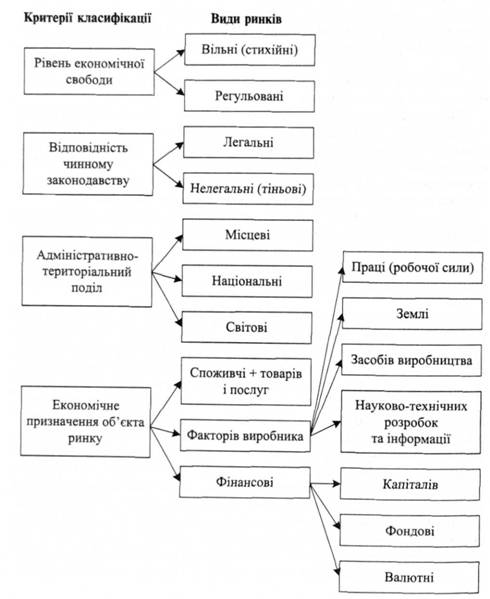 Критерії класифікації
Види ринків
Рівень економічної
свободи
Вільні (стихійні)
Регульовані
Відповідність
чинному
законодавству
Легальні
Нелегальні (тіньові)
Адміністративно-
територіальний
поділ
Місцеві
Національні
Світові
Економічне
призначення об’єкта
ринку
Споживчі + товарів
і послуг
Факторів виробника
Фінансові
Праці (робочої сили)
Землі
Засобів виробництва
Науково-технічних
розробок
та інформації
Капіталів
Фондові
Валютні